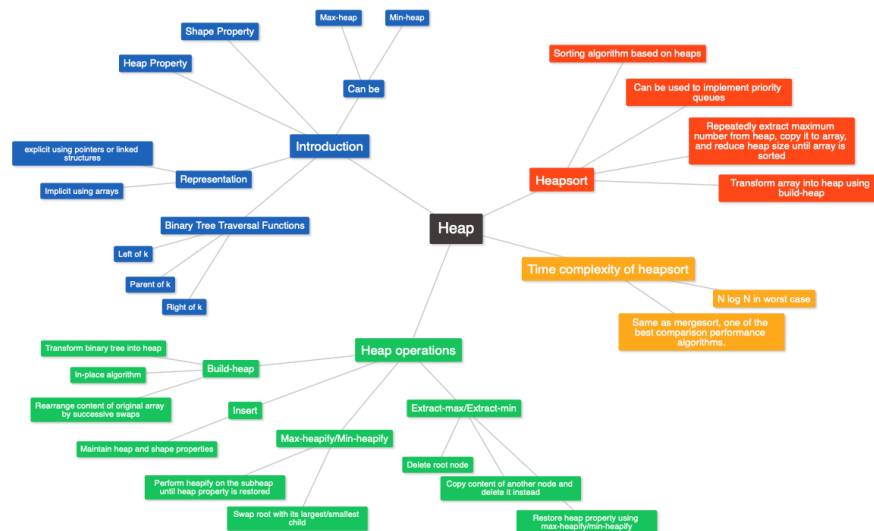 Max-heap
Min-heap
Shape Property
Heap Property
Can be
Introduction
explicit using pointers or linked
structures
Representation
Implicit using arrays
Binary Tree Traversal Functions
Left of k
Parent of k
Right of k
Heap
Sorting algorithm based on heaps
Can be used to implement priority
queues
Repeatedly extract maximum
number from heap, copy it to array,
and reduce heap size until array is
sorted
Heapsort
Transform array into heap using
build-heap
Time complexity of heapsort
N log N in worst case
Same as mergesort, one of the
best comparison performance
algorithms.
Heap operations
Transform binary tree into heap
Build-heap
In-place algorithm
Rearrange content of original array
by successive swaps
Insert
Maintain heap and shape properties
Max-heapify/Min-heapify
Perform heapify on the subheap
until heap property is restored
Swap root with its largest/smallest
child
Extract-max/Extract-min
Delete root node
Copy content of another node and
delete it instead
Restore heap property using
max-heapify/min-heapify